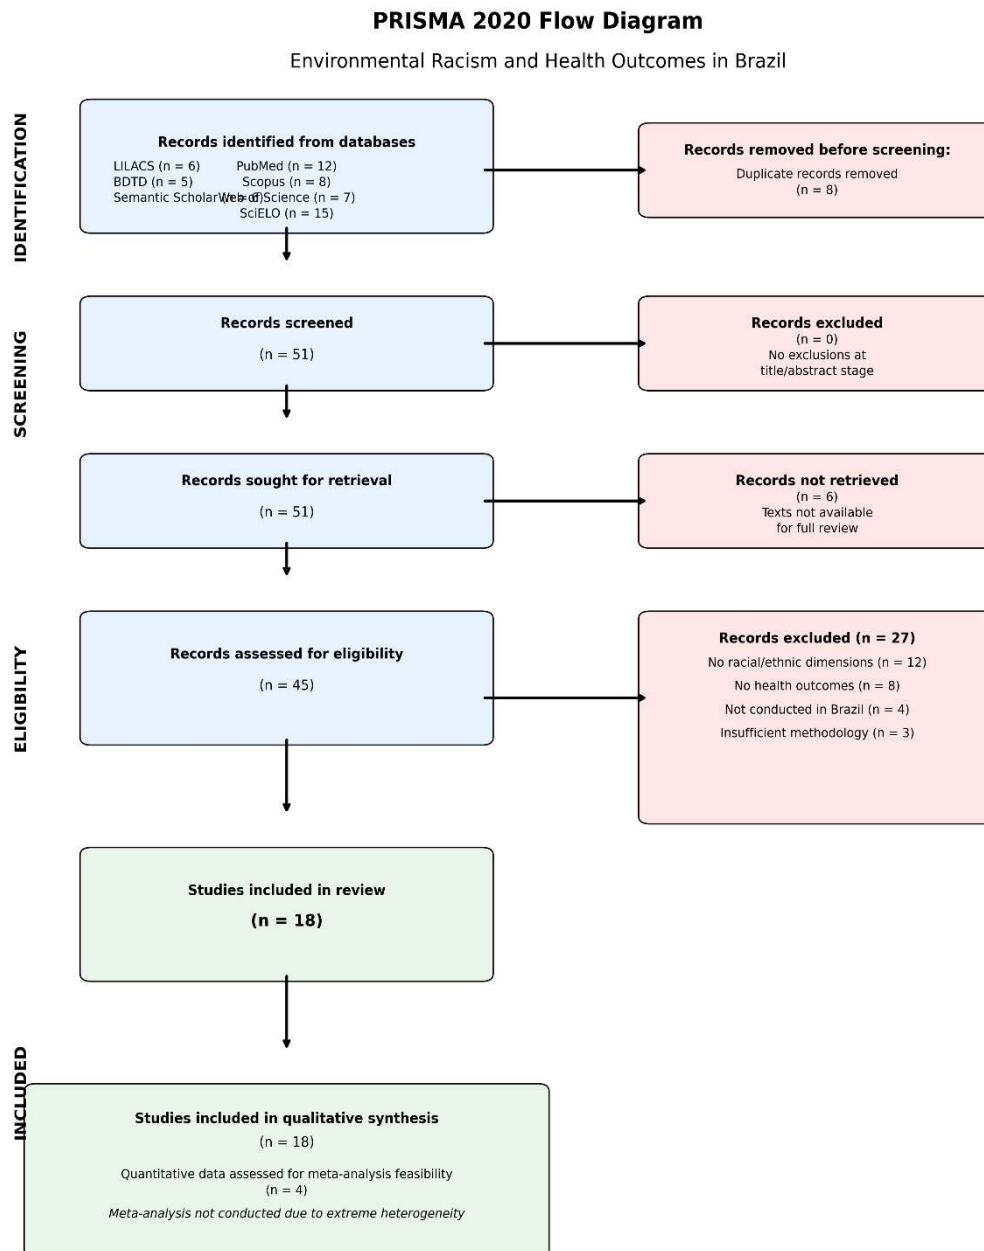 PRISMA 2020 Flow Diagram
Environmental Racism and Health Outcomes in Brazil
IDENTIFICATION
Records identified from databases
LILACS (n = 6)
BDTD (n = 5)
Semantic Scholar (n = 6)
PubMed (n = 12)
Scopus (n = 8)
Web of Science (n = 7)
SciELO (n = 15)
Records removed before screening:
Duplicate records removed
(n = 8)
SCREENING
Records screened
(n = 51)
Records excluded
(n = 0)
No exclusions at
title/abstract stage
Records sought for retrieval
(n = 51)
Records not retrieved
(n = 6)
Texts not available
for full review
ELIGIBILITY
Records assessed for eligibility
(n = 45)
Records excluded (n = 27)
No racial/ethnic dimensions (n = 12)
No health outcomes (n = 8)
Not conducted in Brazil (n = 4)
Insufficient methodology (n = 3)
Studies included in review
(n = 18)
INCLUDED
Studies included in qualitative synthesis
(n = 18)
Quantitative data assessed for meta-analysis feasibility
(n = 4)
Meta-analysis not conducted due to extreme heterogeneity